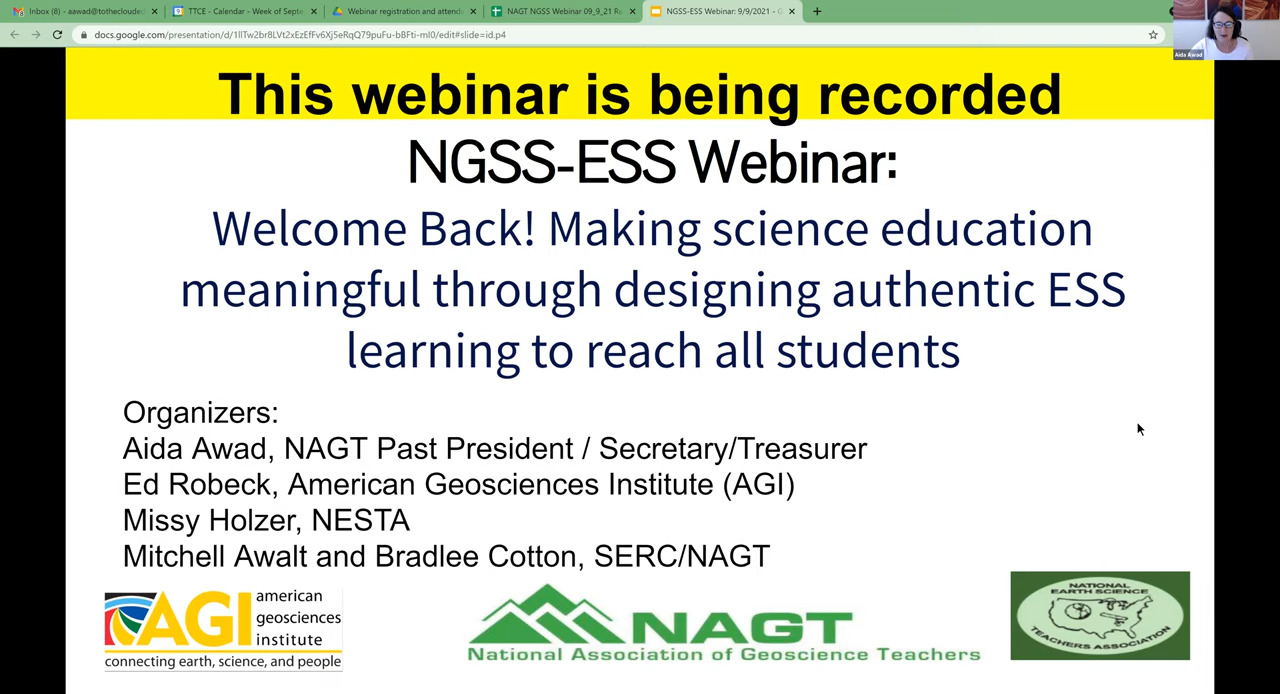 Inbox (8) - aawad@totheclouded
TTCE - Calendar - Week of Septe
Webinar registration and attend
NAGT NGSS Webinar 09_9_21 Re
NGSS-ESS Webinar: 9/9/2021 - G
docs.google.com/presentation/d/1IlTw2br8LVt2xEzEfFv6Xj5eRqQ79puFu-bBFti-mI0/edit#slide=id.p4
Aida Awad
This webinar is being recorded
NGSS-ESS Webinar:
Welcome Back! Making science education
meaningful through designing authentic ESS
learning to reach all students
Organizers:
Aida Awad, NAGT Past President / Secretary/Treasurer
Ed Robeck, American Geosciences Institute (AGI)
Missy Holzer, NESTA
Mitchell Awalt and Bradlee Cotton, SERC/NAGT
AGI
american
geosciences
institute
connecting earth, science, and people
NAGT
National Association of Geoscience Teachers
NATIONAL
EARTH SCIENCE
TEACHERS ASSOCIATION